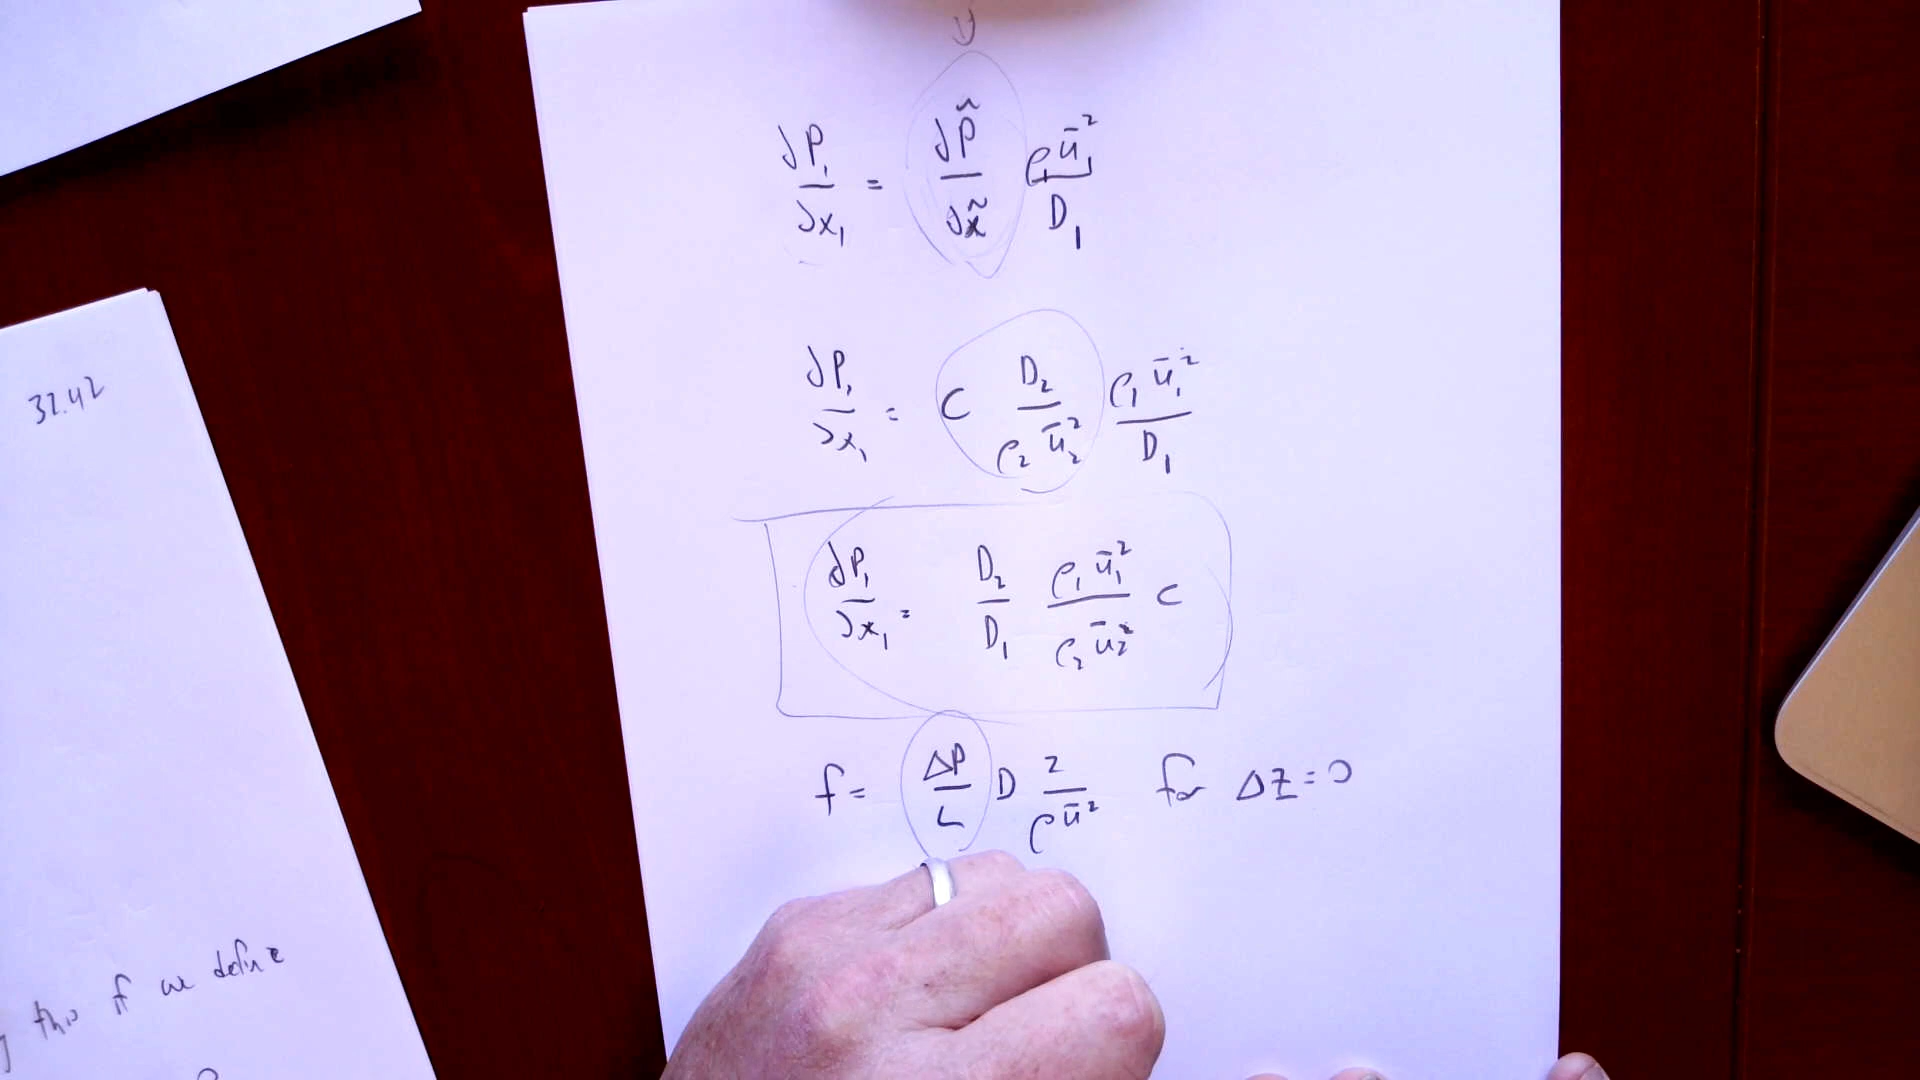 ∂P₁/∂x₁ = ∂p̃/∂x̃ ρ₁ū₁²/D₁
∂P₁/∂x₁ = C D₂/(ρ₂ū₂²) ρ₁ū₁²/D₁
∂P₁/∂x₁ = D₂/D₁ ρ₁ū₁²/(ρ₂ū₂²) C
f = ΔP/L D 2/(ρū²) for ΔZ=0
32.42
this if we define